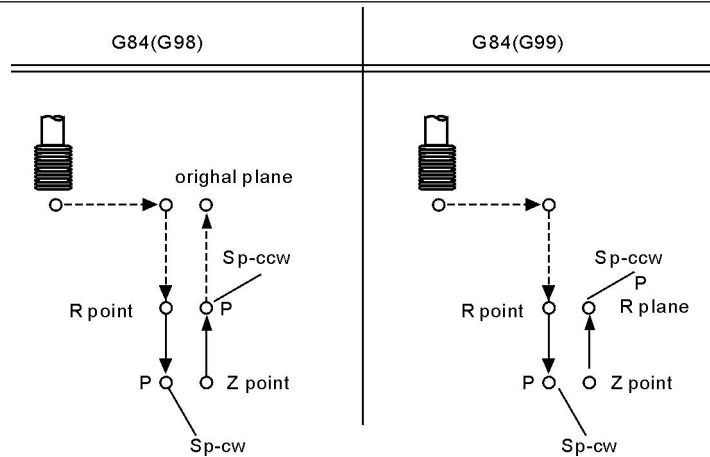 G84(G98)
G84(G99)
orighal plane
Sp-ccw
R point
P
P
Z point
Sp-cw
Sp-ccw
P
R point
R plane
P
Z point
Sp-cw